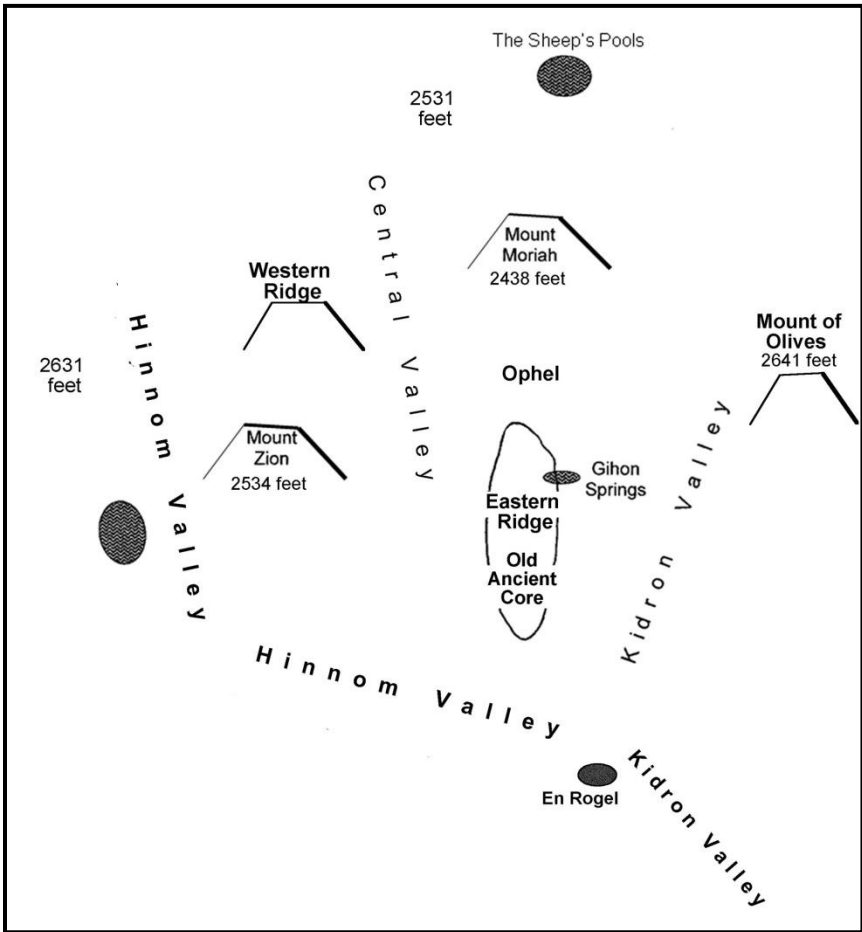 The Sheep's Pools
2531
feet
Central Valley
Mount
Moriah
2438 feet
Western
Ridge
Hinnom Valley
2631
feet
Mount of
Olives
2641 feet
Ophel
Mount
Zion
2534 feet
Gihon
Springs
Eastern
Ridge
Old
Ancient
Core
Kidron Valley
Hinnom Valley
En Rogel
Kidron Valley